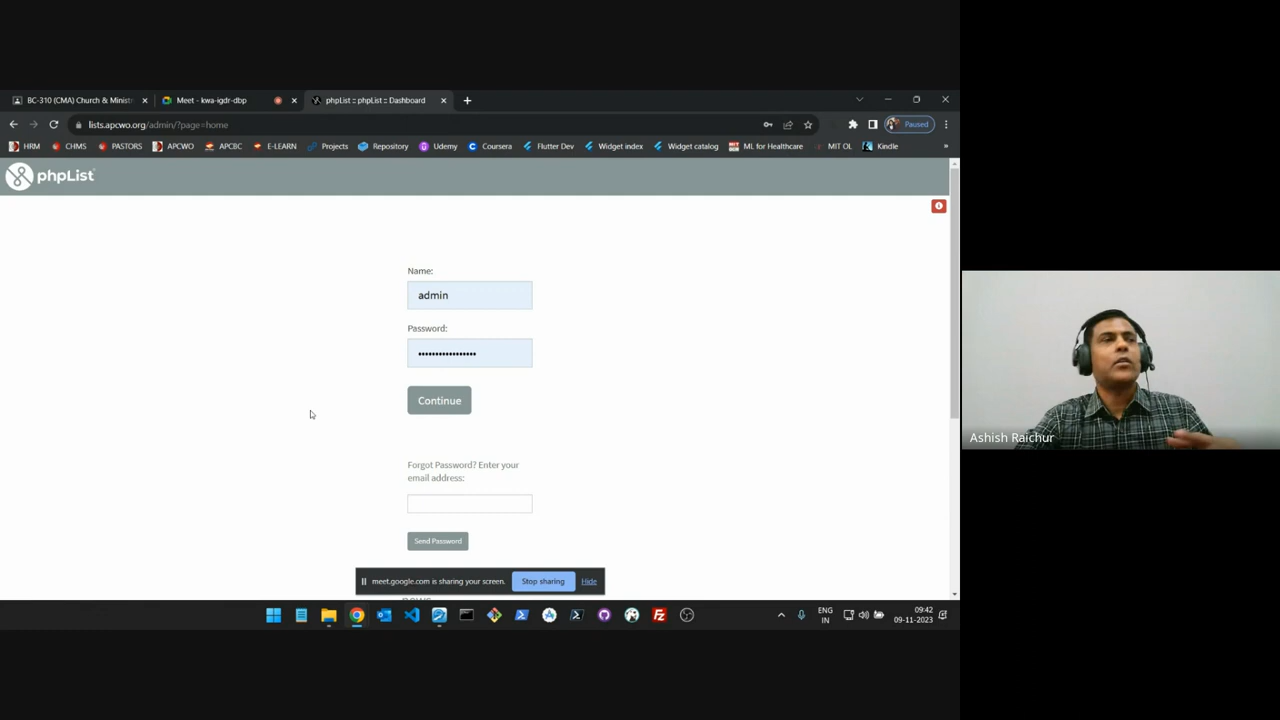 BC-310 (CMA) Church & Ministr
Meet - kwa-igdr-dbp
phpList :: phpList :: Dashboard
lists.apcwo.org/admin/?page=home
Paused
HRM
CHMS
PASTORS
APCWO
APCBC
E-LEARN
Projects
Repository
Udemy
Coursera
Flutter Dev
Widget index
Widget catalog
ML for Healthcare
MIT OL
Kindle
»
phpList
Name:
admin
Password:
•••••••••••••••••
Continue
Forgot Password? Enter your
email address:
Send Password
meet.google.com is sharing your screen.
Stop sharing
Hide
ENG
IN
09:42
09-11-2023
Ashish Raichur